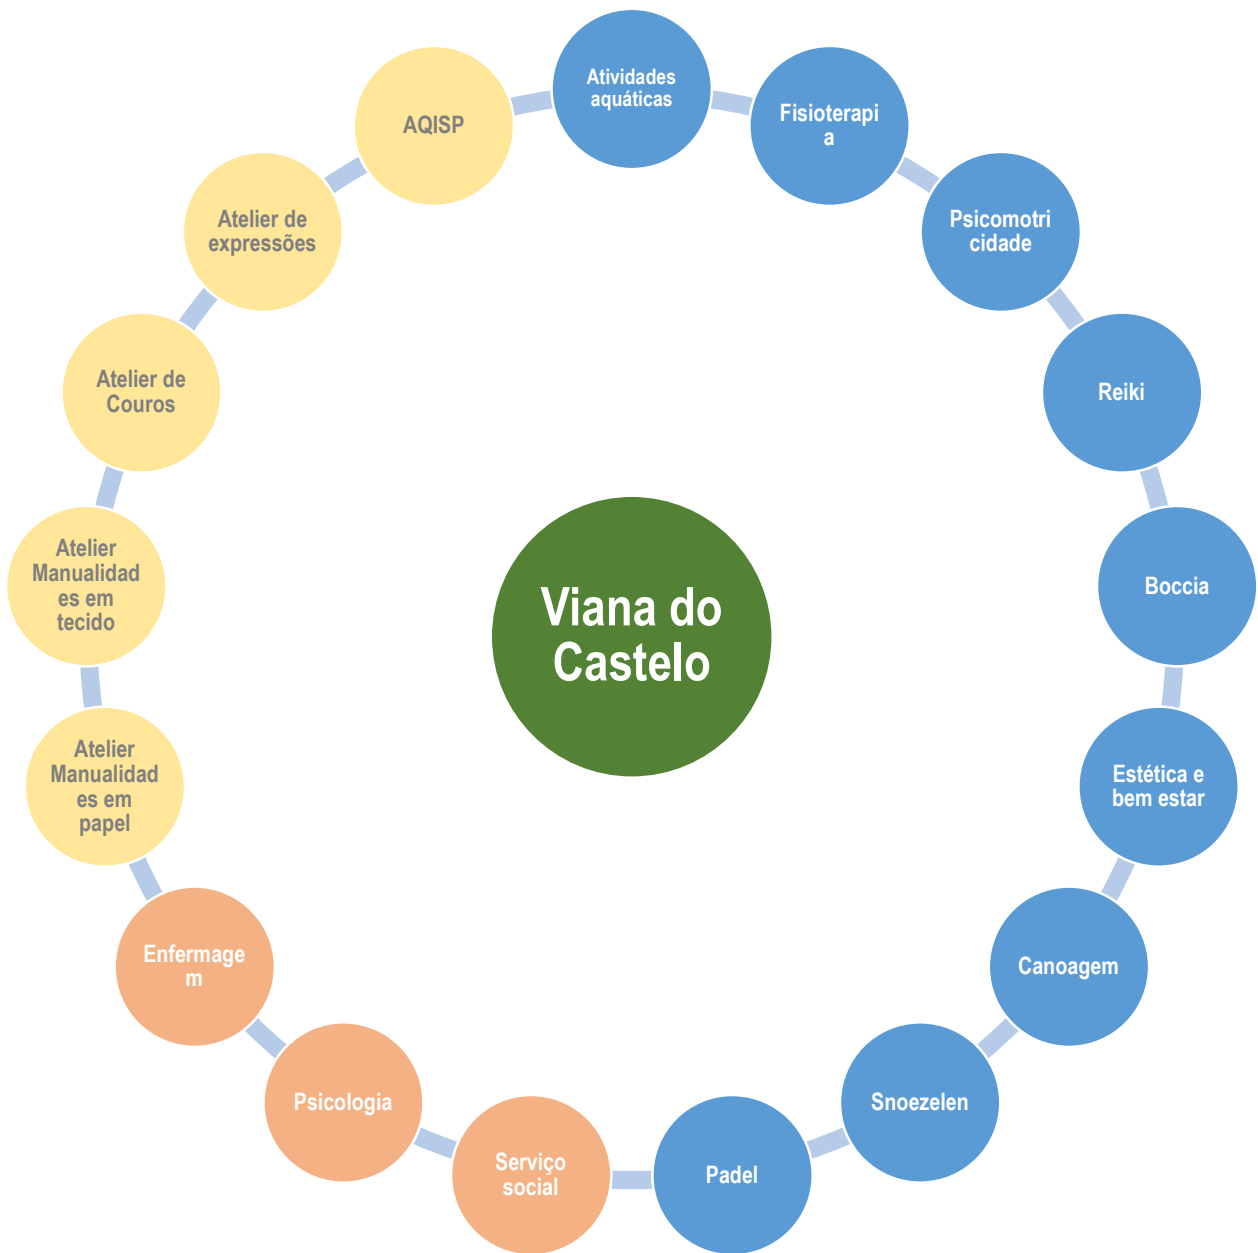 Atividades
aquáticas
Fisioterapi
a
Psicomotri
cidade
Reiki
Boccia
Estética e
bem estar
Canoagem
Snoezelen
Padel
Serviço
social
Psicologia
Enfermage
m
Atelier
Manualidad
es em
papel
Atelier
Manualidad
es em
tecido
Atelier de
Couros
Atelier de
expressões
AQISP
Viana do
Castelo